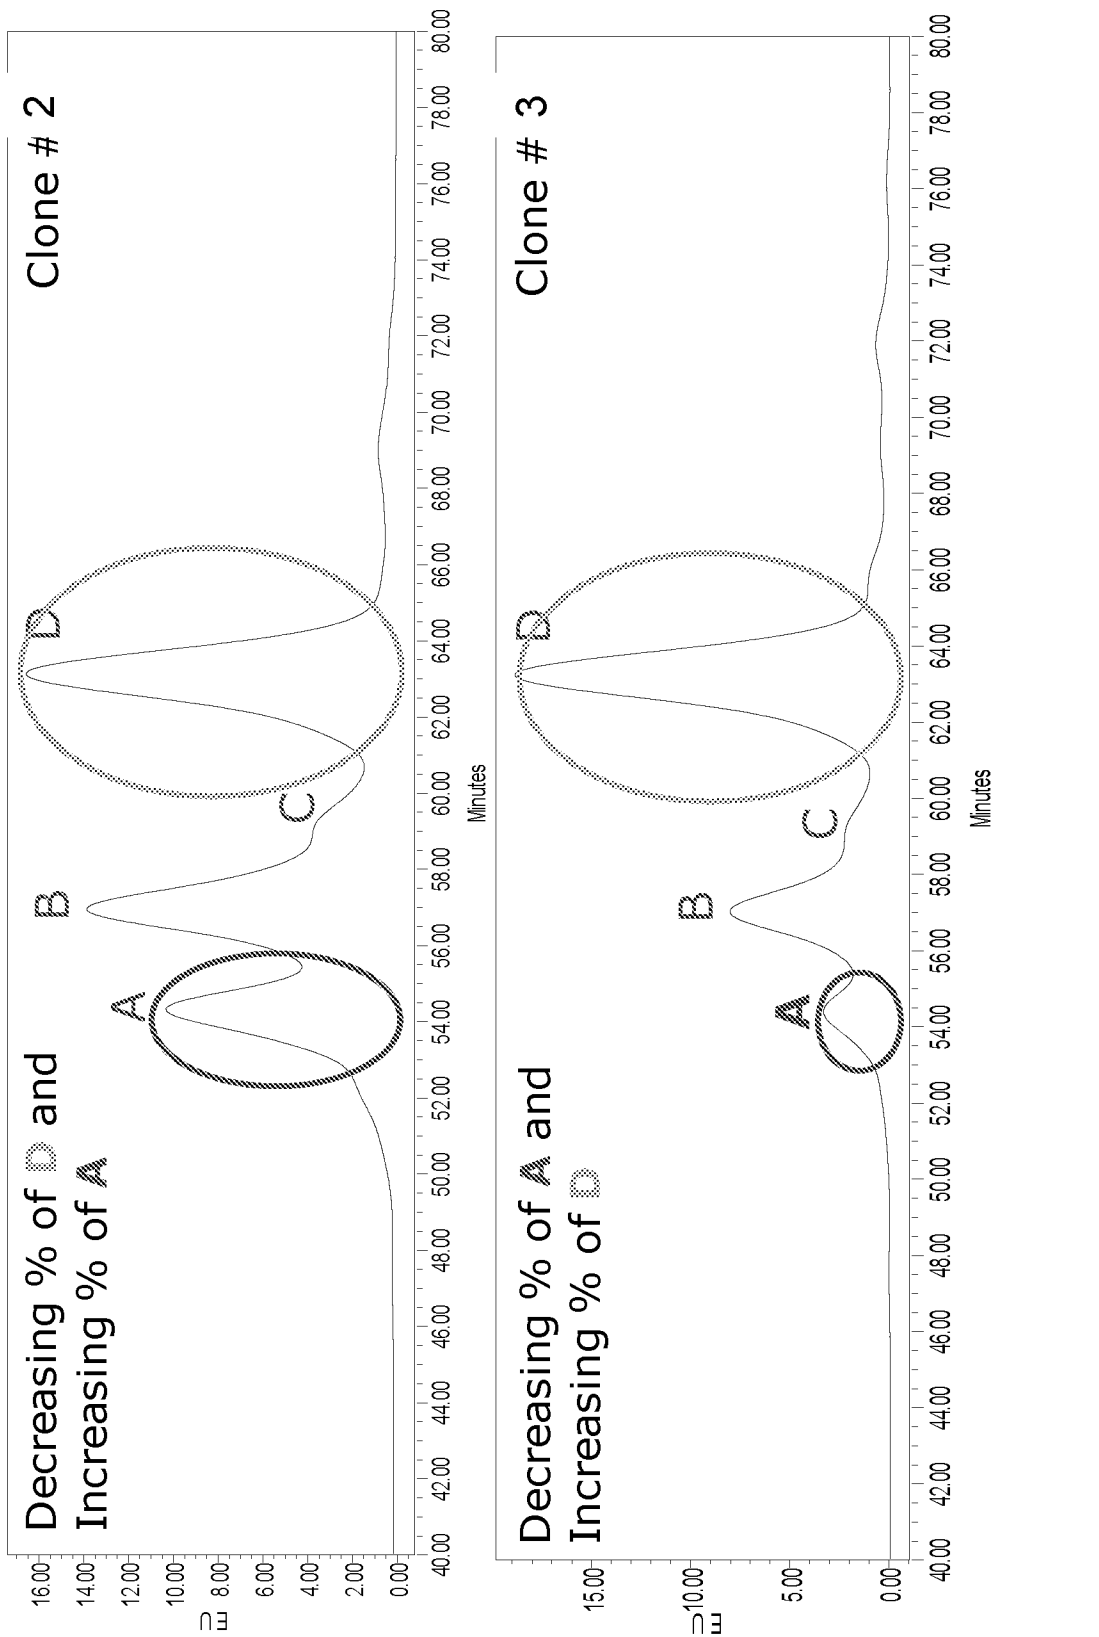 Decreasing % of D and
Increasing % of A
Clone # 2
A
B
C
D
EU
16.00
14.00
12.00
10.00
8.00
6.00
4.00
2.00
0.00
40.00 42.00 44.00 46.00 48.00 50.00 52.00 54.00 56.00 58.00 60.00 62.00 64.00 66.00 68.00 70.00 72.00 74.00 76.00 78.00 80.00
Minutes
Decreasing % of A and
Increasing % of D
Clone # 3
A
B
C
D
EU
15.00
10.00
5.00
0.00
40.00 42.00 44.00 46.00 48.00 50.00 52.00 54.00 56.00 58.00 60.00 62.00 64.00 66.00 68.00 70.00 72.00 74.00 76.00 78.00 80.00
Minutes